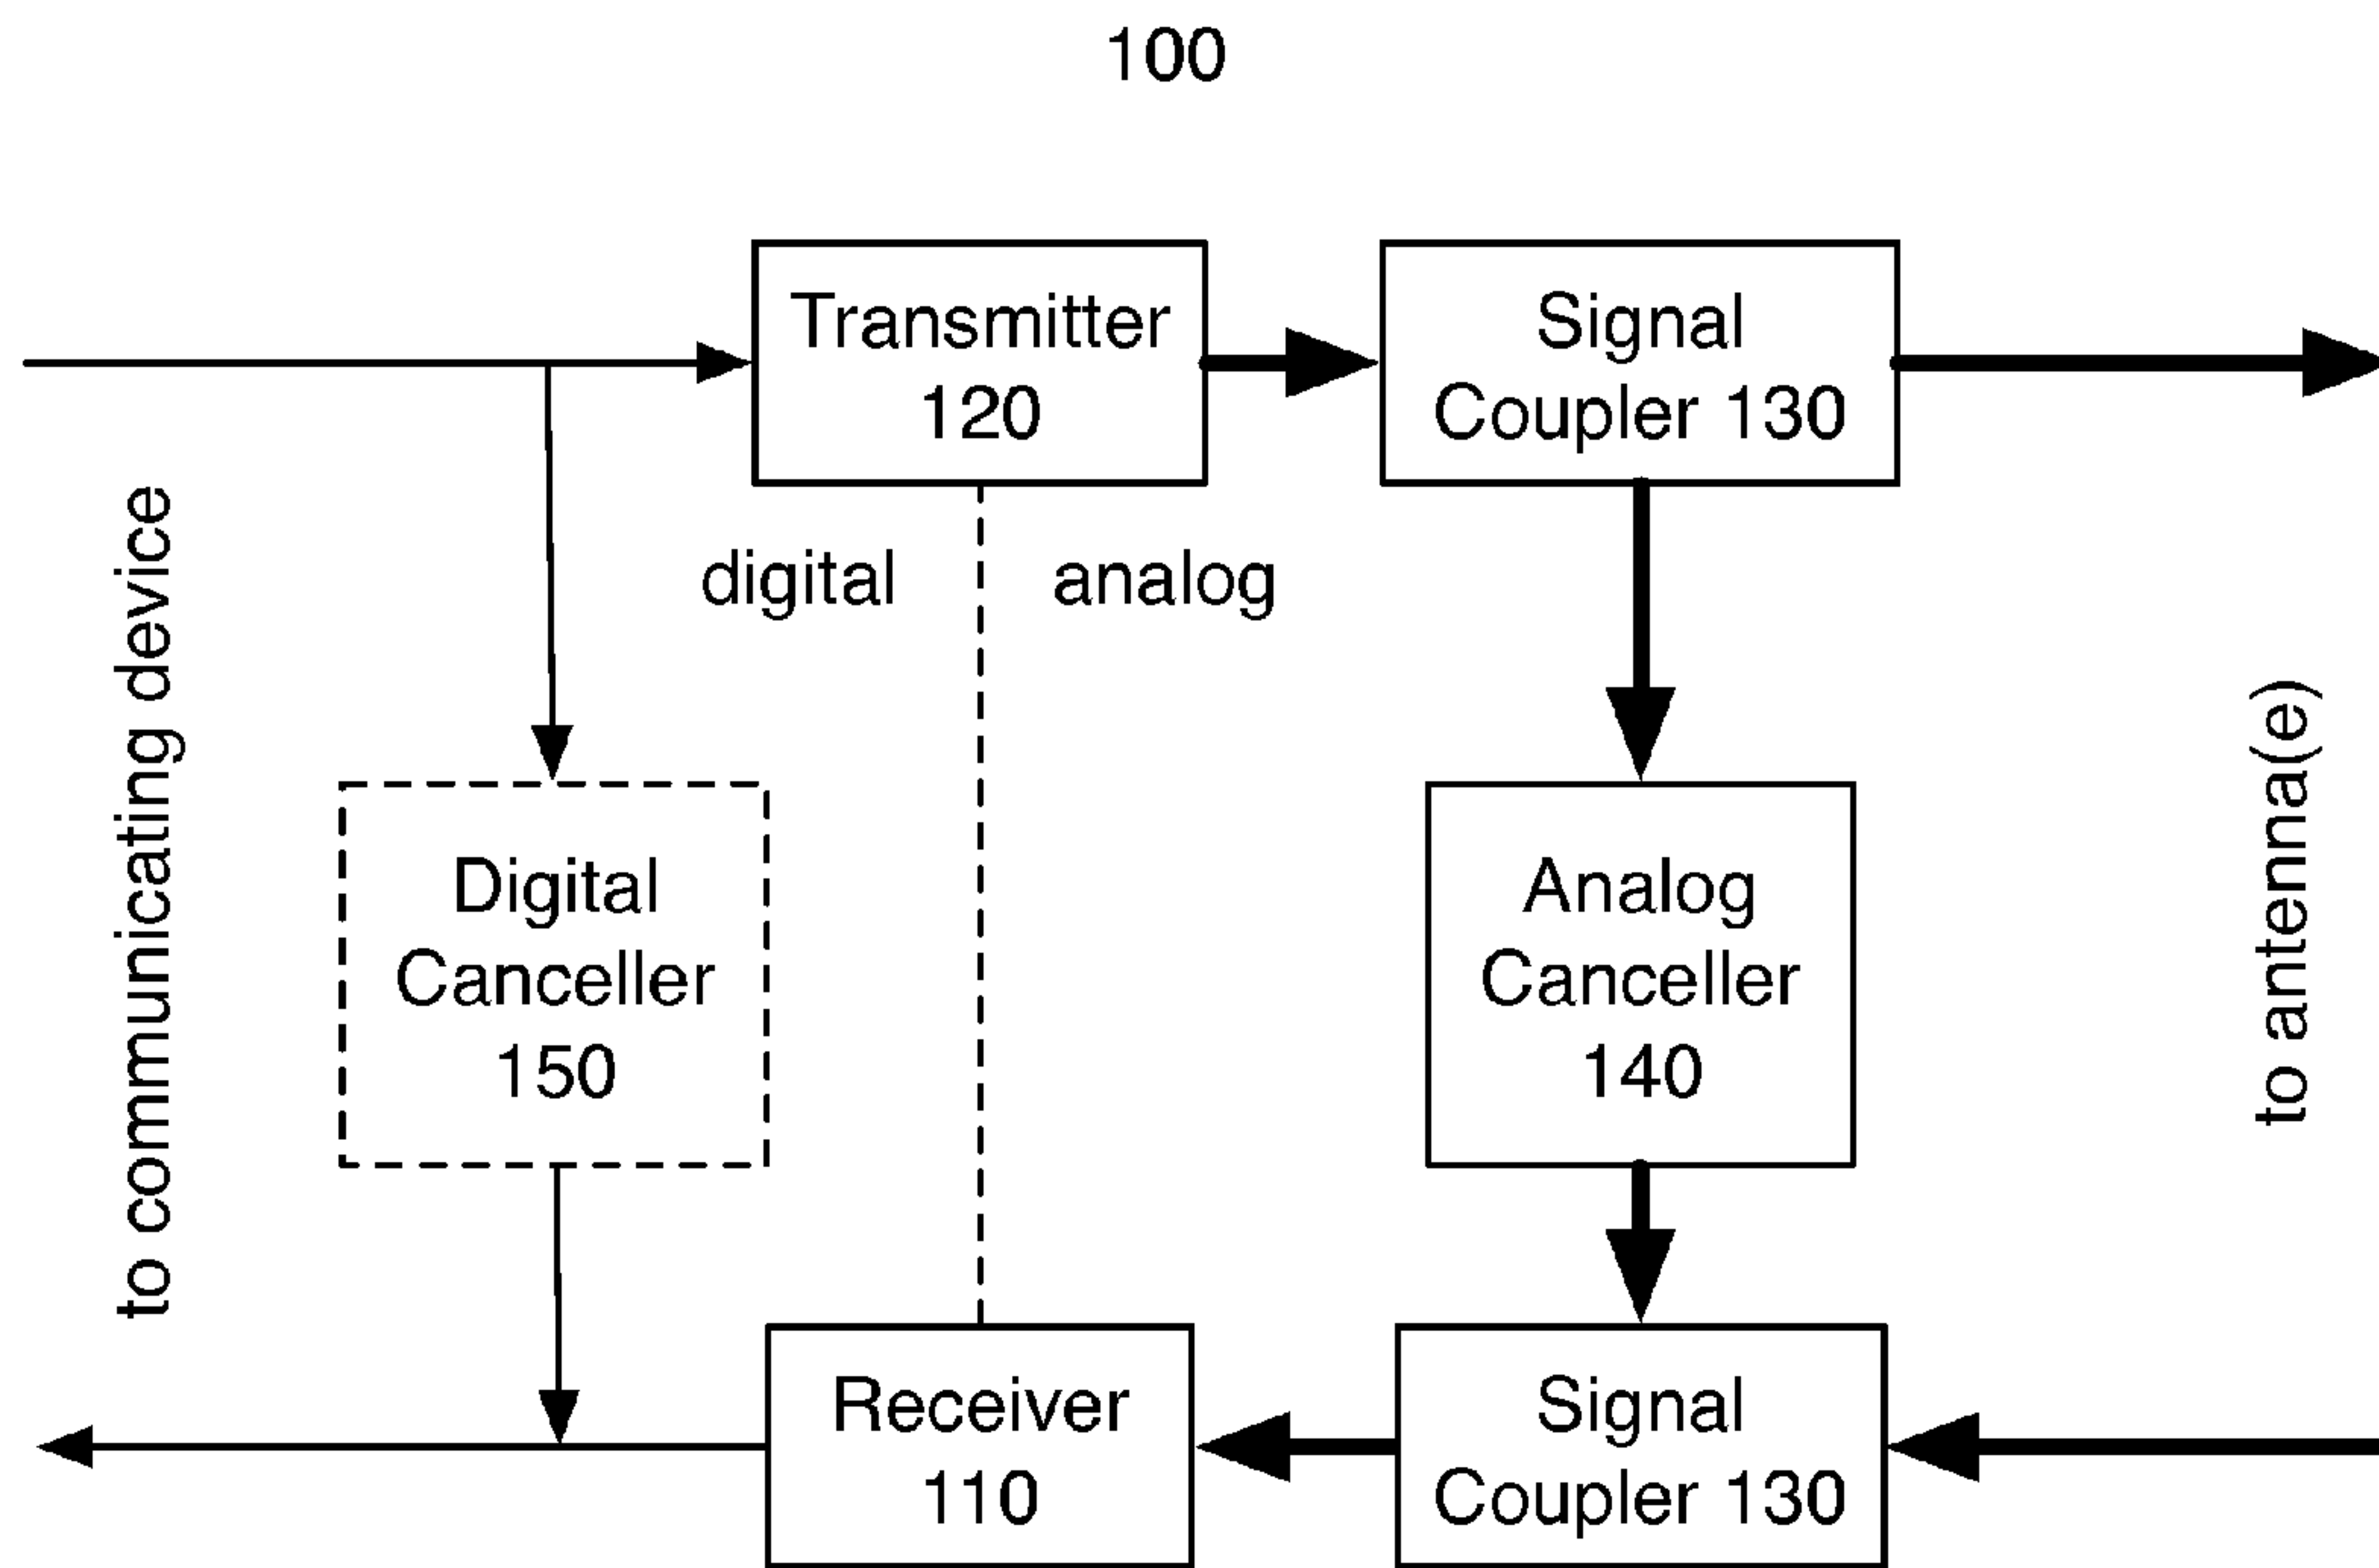 100
Transmitter
120
Signal
Coupler 130
digital
analog
to communicating device
to antenna(e)
Digital
Canceller
150
Analog
Canceller
140
Receiver
110
Signal
Coupler 130